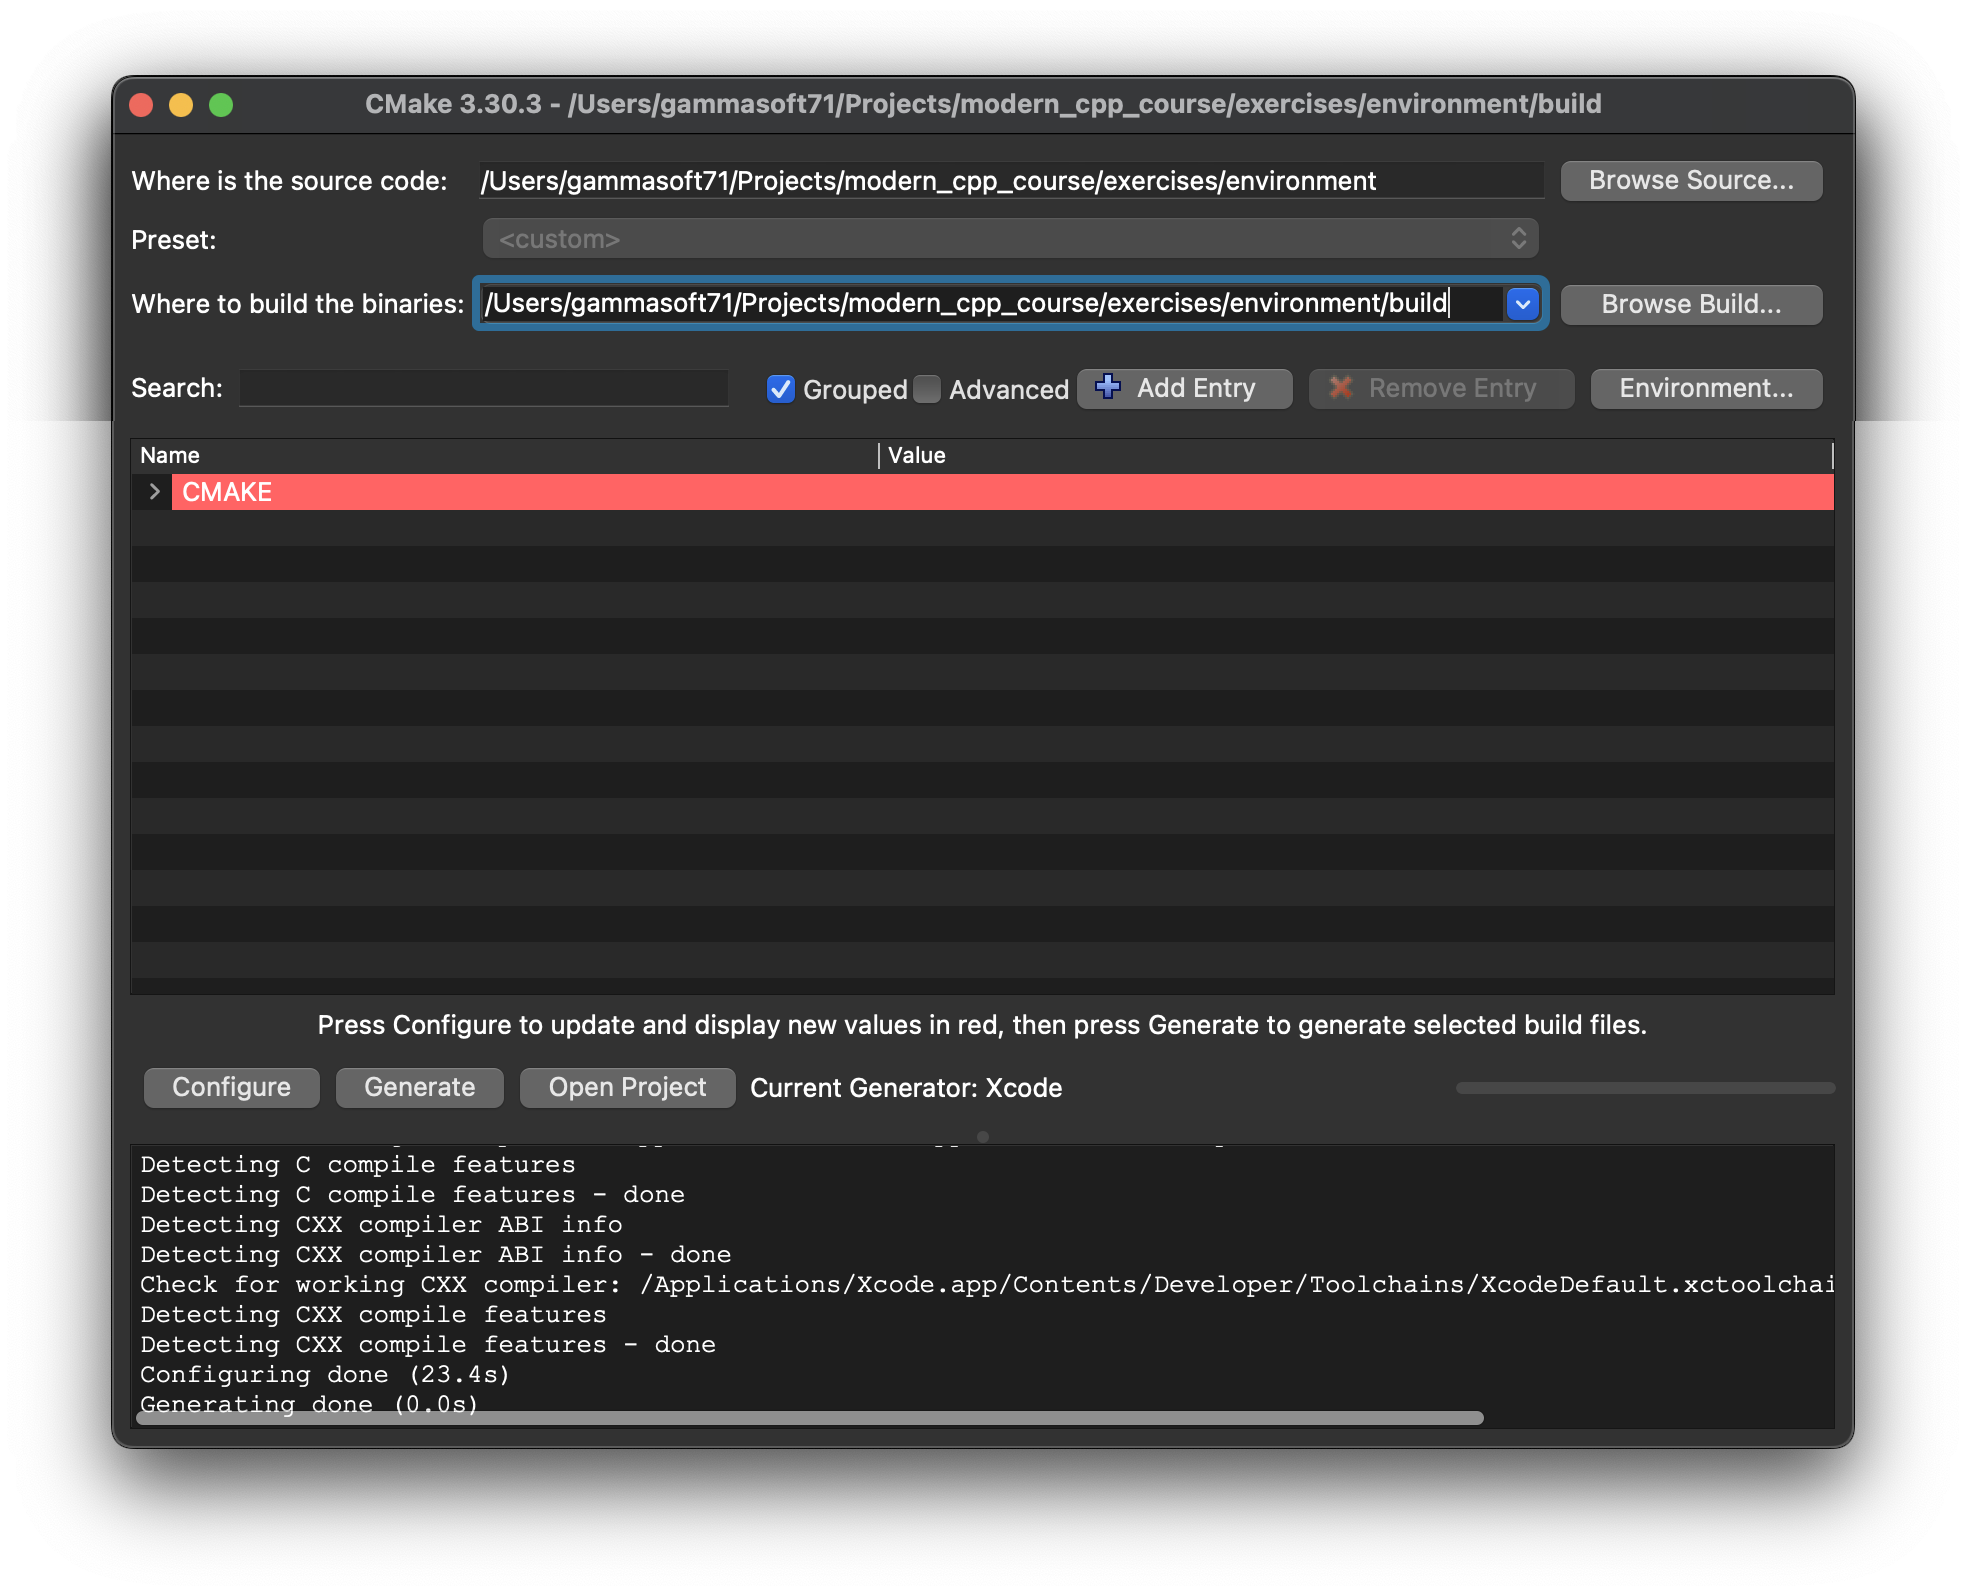 CMake 3.30.3 - /Users/gammasoft71/Projects/modern_cpp_course/exercises/environment/build
Where is the source code: /Users/gammasoft71/Projects/modern_cpp_course/exercises/environment Browse Source...
Preset: <custom>
Where to build the binaries: /Users/gammasoft71/Projects/modern_cpp_course/exercises/environment/build Browse Build...
Search: Grouped Advanced Add Entry Remove Entry Environment...
Name Value
CMAKE
Press Configure to update and display new values in red, then press Generate to generate selected build files.
Configure Generate Open Project Current Generator: Xcode
Detecting C compile features
Detecting C compile features - done
Detecting CXX compiler ABI info
Detecting CXX compiler ABI info - done
Check for working CXX compiler: /Applications/Xcode.app/Contents/Developer/Toolchains/XcodeDefault.xctoolchai
Detecting CXX compile features
Detecting CXX compile features - done
Configuring done (23.4s)
Generating done (0.0s)